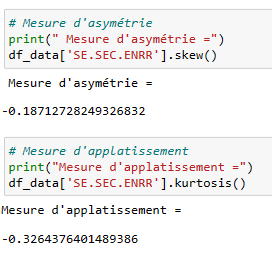 # Mesure d'asymétrie
print(" Mesure d'asymétrie =")
df_data['SE.SEC.ENRR'].skew()
Mesure d'asymétrie =
-0.18712728249326832
# Mesure d'applatissement
print("Mesure d'applatissement =")
df_data['SE.SEC.ENRR'].kurtosis()
Mesure d'applatissement =
-0.3264376401489386